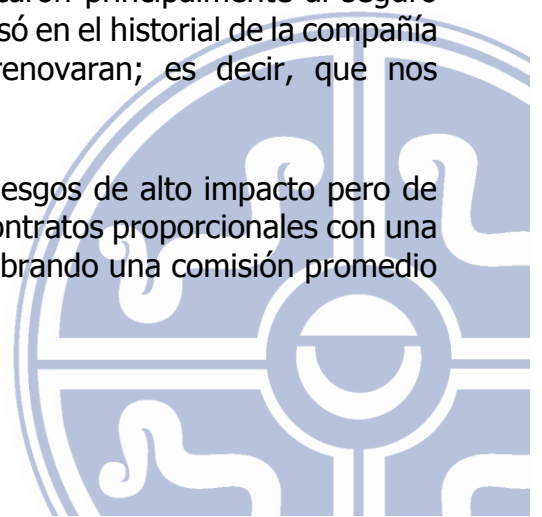 principalmente al seguro
só en el historial de la compañía
renovaran; es decir, que nos
esgos de alto impacto pero de
ontratos proporcionales con una
brando una comisión promedio